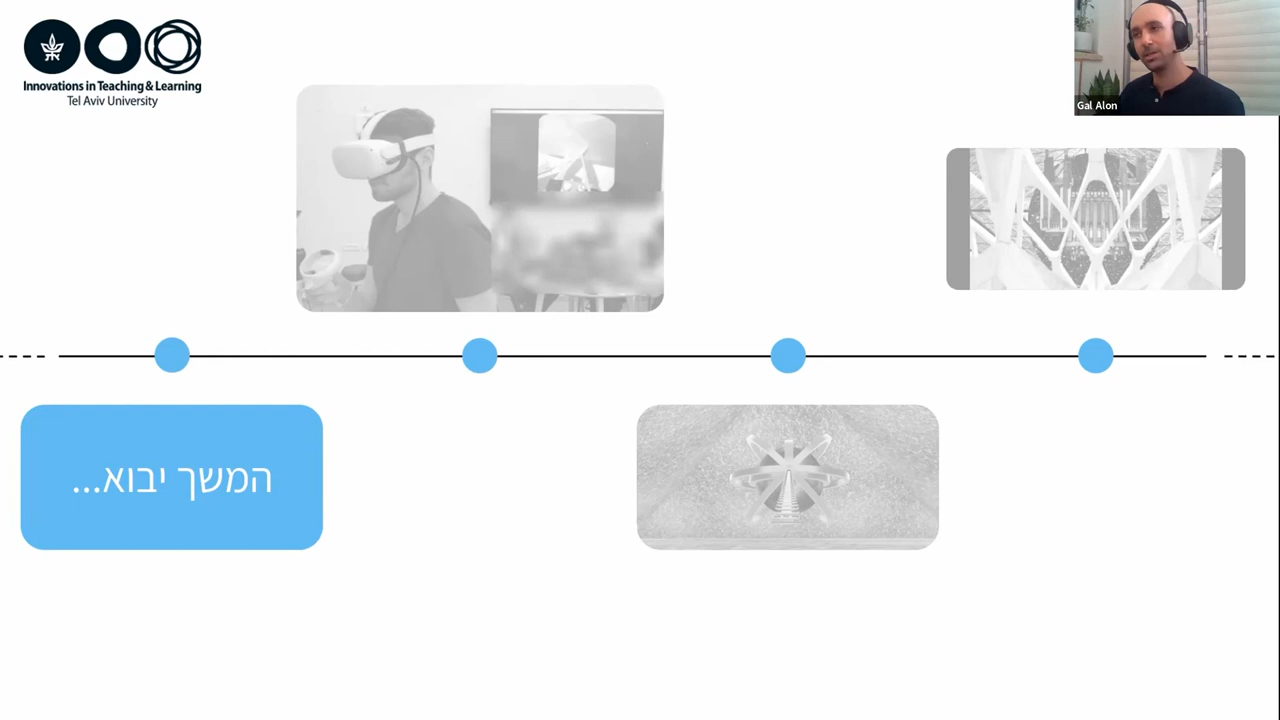 Innovations in Teaching & Learning
Tel Aviv University
Gal Alon
המשך יבוא...